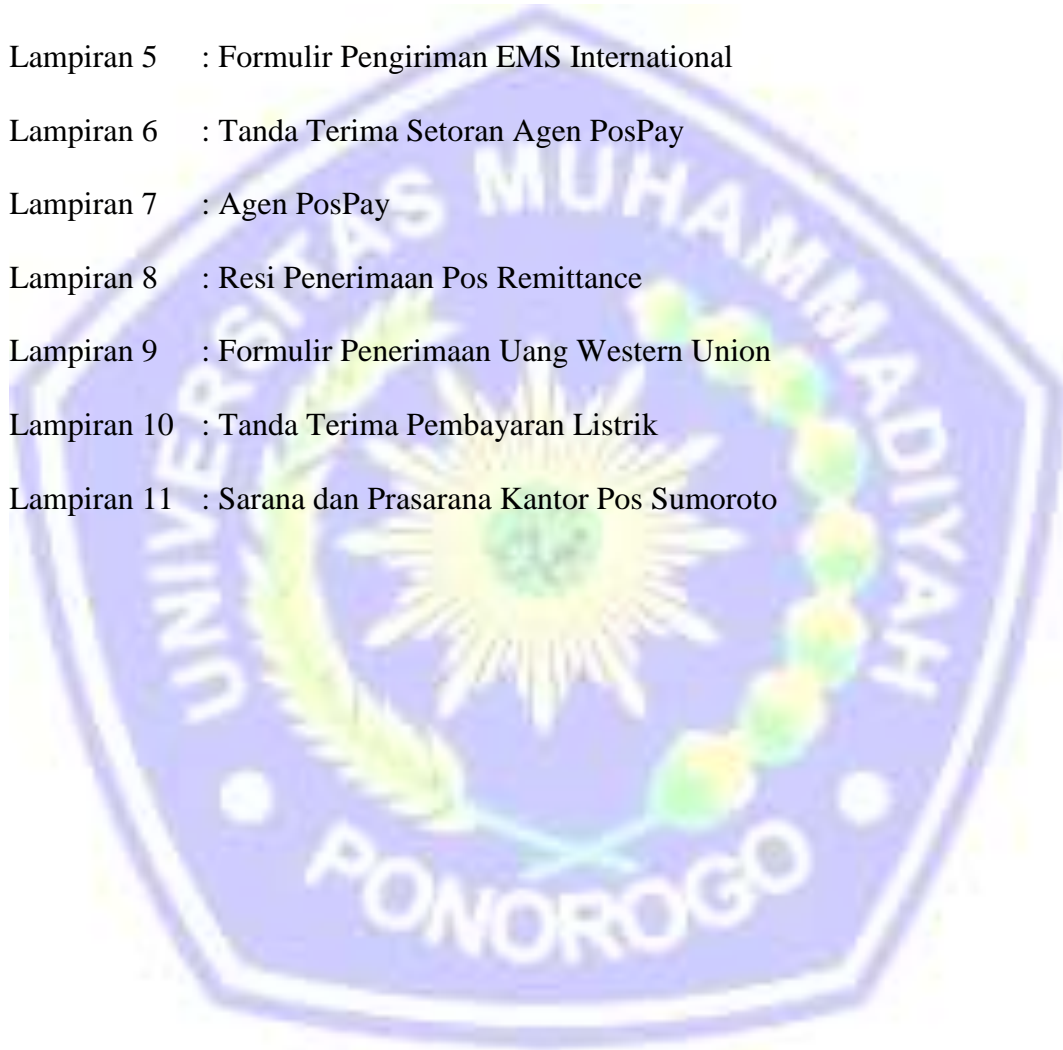 Lampiran 5 : Formulir Pengiriman EMS International
Lampiran 6 : Tanda Terima Setoran Agen PosPay
Lampiran 7 : Agen PosPay
Lampiran 8 : Resi Penerimaan Pos Remittance
Lampiran 9 : Formulir Penerimaan Uang Western Union
Lampiran 10 : Tanda Terima Pembayaran Listrik
Lampiran 11 : Sarana dan Prasarana Kantor Pos Sumoroto
UNIVERSITAS MUHAMMADIYAH
PONOROGO